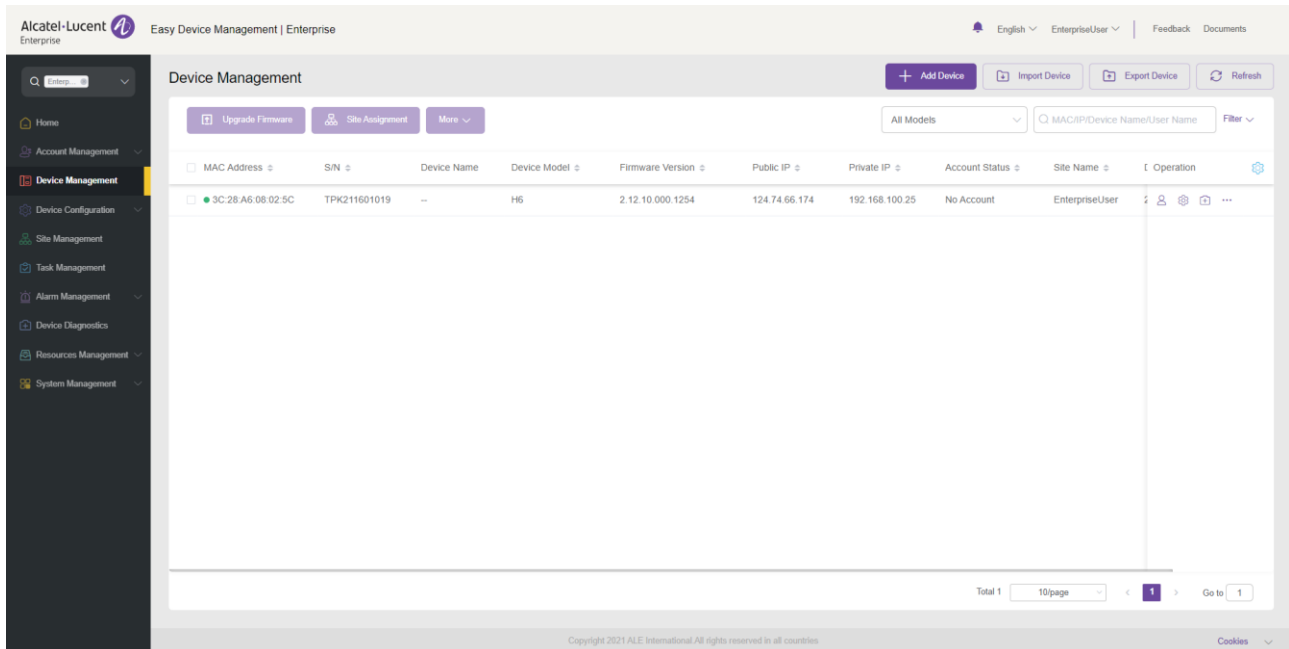 Alcatel·Lucent
Enterprise
Easy Device Management | Enterprise
English
EnterpriseUser
Feedback
Documents
Enterp...
Home
Account Management
Device Management
Device Configuration
Site Management
Task Management
Alarm Management
Device Diagnostics
Resources Management
System Management
Device Management
Add Device
Import Device
Export Device
Refresh
Upgrade Firmware
Site Assignment
More
All Models
MAC/IP/Device Name/User Name
Filter
MAC Address S/N Device Name Device Model Firmware Version Public IP Private IP Account Status Site Name Operation
3C:28:A6:08:02:5C TPK211601019 -- H6 2.12.10.000.1254 124.74.66.174 192.168.100.25 No Account EnterpriseUser ...
Total 1 10/page < 1 > Go to 1
Copyright 2021 ALE International.All rights reserved in all countries
Cookies